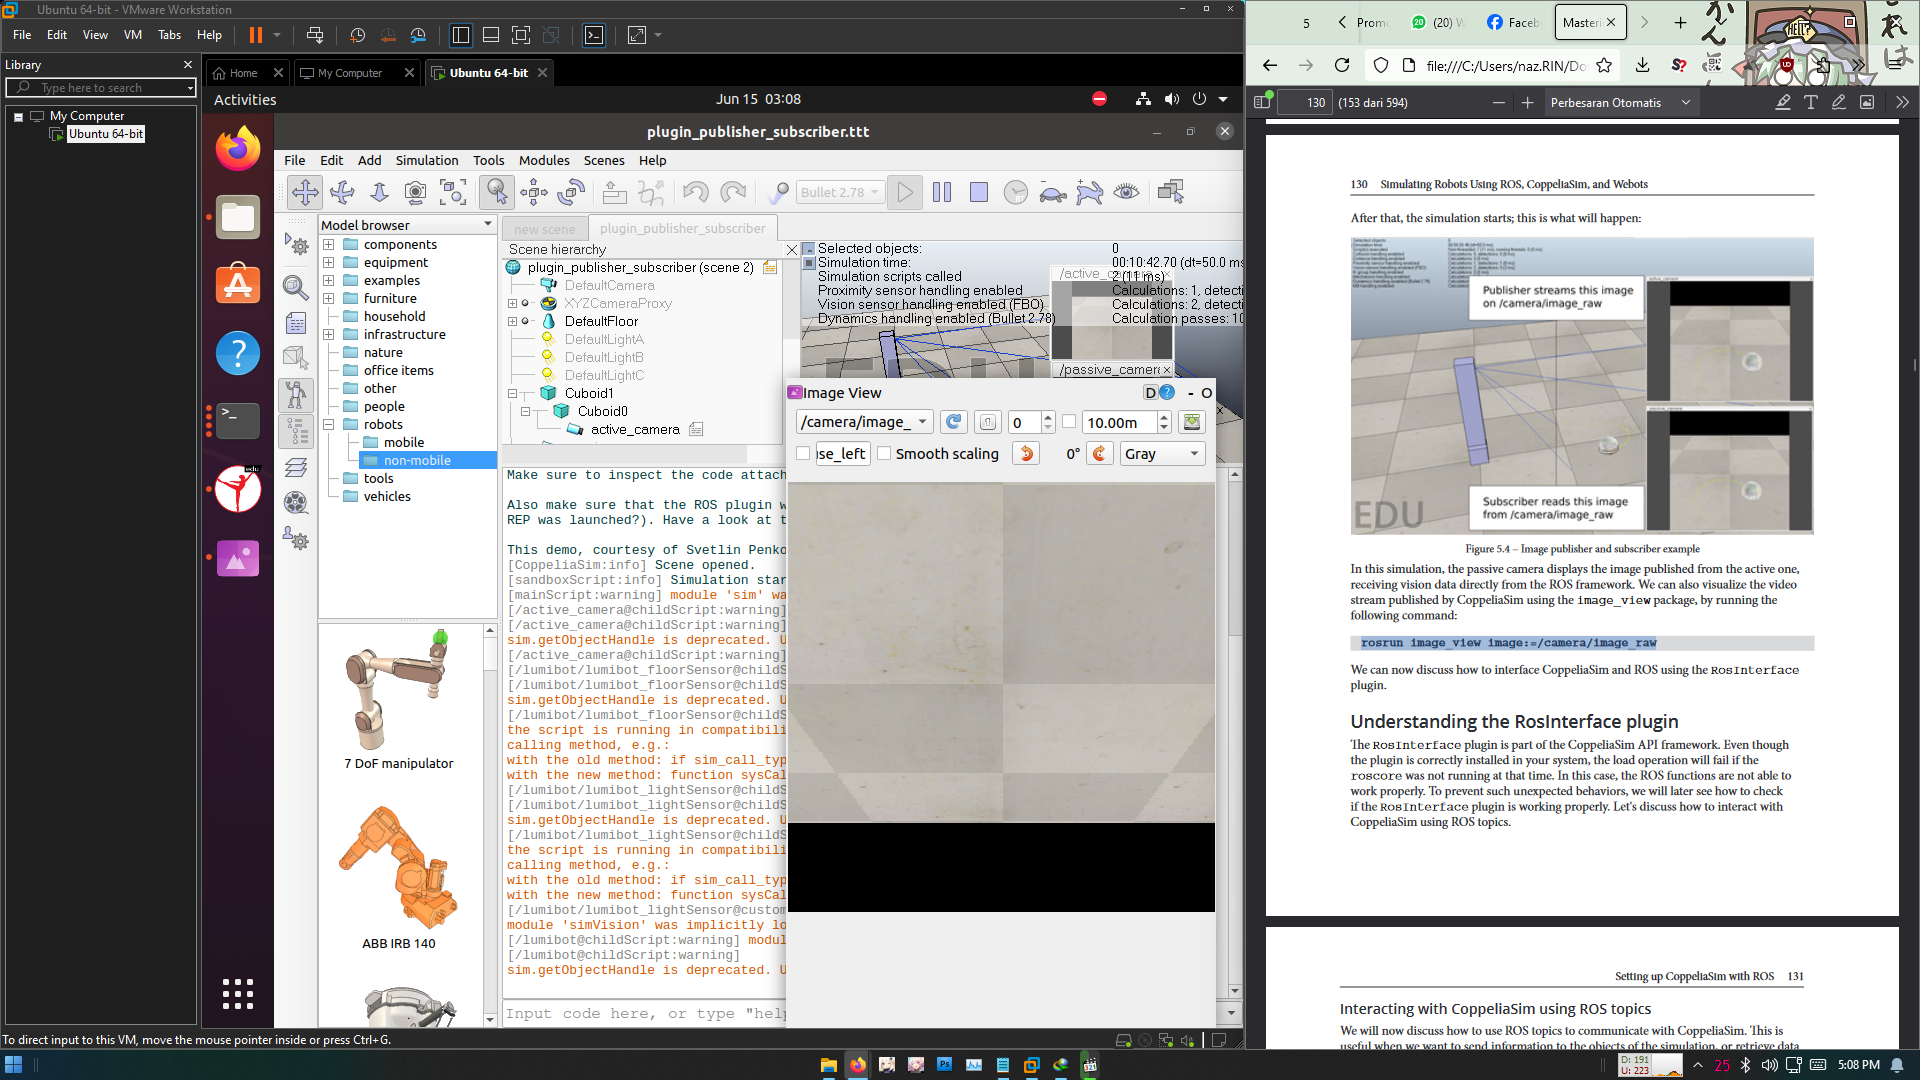 Ubuntu 64-bit - VMware Workstation
File Edit View VM Tabs Help
Library
Type here to search
My Computer
Ubuntu 64-bit
Home
My Computer
Ubuntu 64-bit
Activities
Jun 15 03:08
plugin_publisher_subscriber.ttt
File Edit Add Simulation Tools Modules Scenes Help
Bullet 2.78
Model browser
components
equipment
examples
furniture
household
infrastructure
nature
office items
other
people
robots
mobile
non-mobile
tools
vehicles
7 DoF manipulator
ABB IRB 140
new scene
plugin_publisher_subscriber
Scene hierarchy
plugin_publisher_subscriber (scene 2)
DefaultCamera
XYZCameraProxy
DefaultFloor
DefaultLightA
DefaultLightB
DefaultLightC
Cuboid1
Cuboid0
active_camera
Selected objects: 0
Simulation time: 00:10:42.70 (dt=50.0 ms
Simulation scripts called 2 (11 ms)
Proximity sensor handling enabled Calculations: 1, detecti
Vision sensor handling enabled (FBO) Calculations: 2, detecti
Dynamics handling enabled (Bullet 2.78) Calculation passes: 10
/passive_camera
Make sure to inspect the code attach
Also make sure that the ROS plugin w
REP was launched?). Have a look at t
This demo, courtesy of Svetlin Penko
[CoppeliaSim:info] Scene opened.
[sandboxScript:info] Simulation star
[mainScript:warning] module 'sim' wa
[/active_camera@childScript:warning]
[/active_camera@childScript:warning]
sim.getObjectHandle is deprecated. U
[/active_camera@childScript:warning]
[/lumibot/lumibot_floorSensor@childS
[/lumibot/lumibot_floorSensor@childS
sim.getObjectHandle is deprecated. U
[/lumibot/lumibot_floorSensor@childS
the script is running in compatibili
calling method, e.g.:
with the old method: if sim_call_typ
with the new method: function sysCal
[/lumibot/lumibot_lightSensor@childS
[/lumibot/lumibot_lightSensor@childS
sim.getObjectHandle is deprecated. U
[/lumibot/lumibot_lightSensor@childS
the script is running in compatibili
calling method, e.g.:
with the old method: if sim_call_typ
with the new method: function sysCal
[/lumibot/lumibot_lightSensor@custom
module 'simVision' was implicitly lo
[/lumibot@childScript:warning] modul
[/lumibot@childScript:warning]
sim.getObjectHandle is deprecated. U
Input code here, or type "help
Image View
D ? - O
/camera/image_ 0 10.00m
se_left Smooth scaling 0° Gray
To direct input to this VM, move the mouse pointer inside or press Ctrl+G.
5 Promo (20) W Faceb Masterin
file:///C:/Users/naz.RIN/Do
130 (153 dari 594) Perbesaran Otomatis
130 Simulating Robots Using ROS, CoppeliaSim, and Webots
After that, the simulation starts; this is what will happen:
Publisher streams this image
on /camera/image_raw
Subscriber reads this image
from /camera/image_raw
EDU
Figure 5.4 – Image publisher and subscriber example
In this simulation, the passive camera displays the image published from the active one,
receiving vision data directly from the ROS framework. We can also visualize the video
stream published by CoppeliaSim using the image_view package, by running the
following command:
rosrun image_view image:=/camera/image_raw
We can now discuss how to interface CoppeliaSim and ROS using the RosInterface
plugin.
Understanding the RosInterface plugin
The RosInterface plugin is part of the CoppeliaSim API framework. Even though
the plugin is correctly installed in your system, the load operation will fail if the
roscore was not running at that time. In this case, the ROS functions are not able to
work properly. To prevent such unexpected behaviors, we will later see how to check
if the RosInterface plugin is working properly. Let's discuss how to interact with
CoppeliaSim using ROS topics.
Setting up CoppeliaSim with ROS 131
Interacting with CoppeliaSim using ROS topics
We will now discuss how to use ROS topics to communicate with CoppeliaSim. This is
useful when we want to send information to the objects of the simulation, or retrieve data
D: 191
U: 223
25
5:08 PM